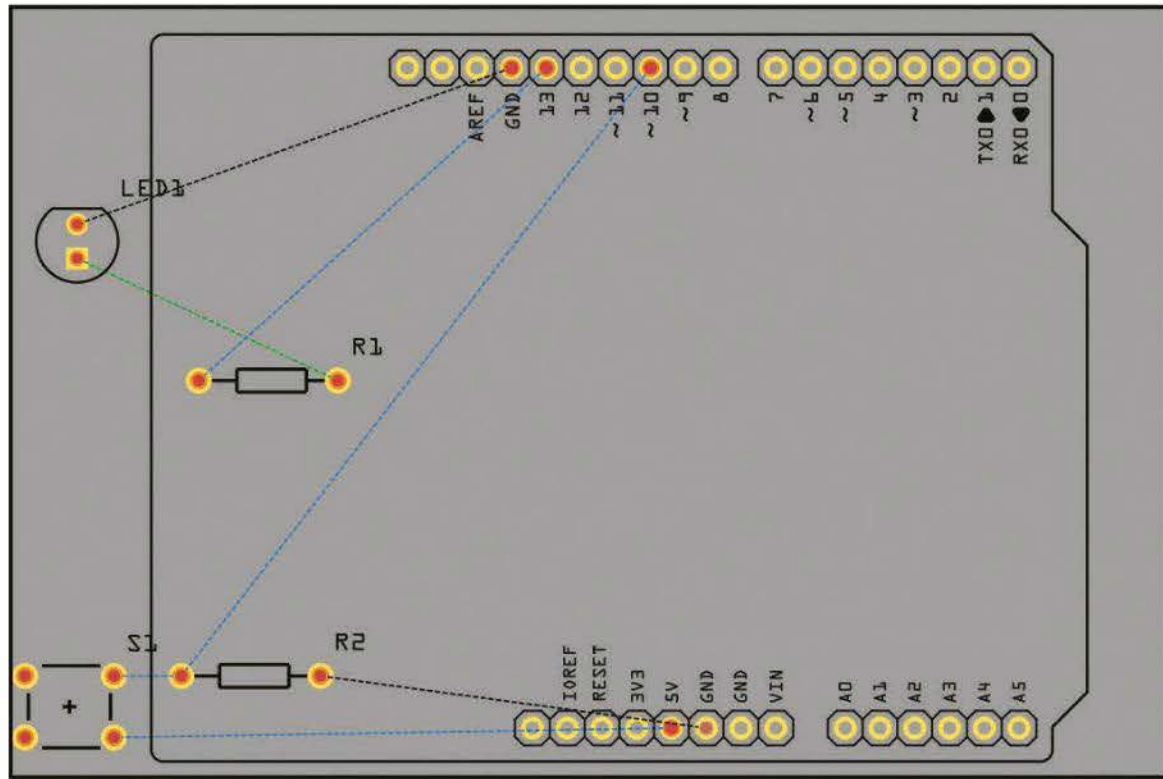 AREF
GND
13
12
~11
~10
~9
8
7
~6
~5
4
~3
2
TX0▶1
RX0◀0
LED1
R1
S1
R2
IOREF
RESET
3V3
5V
GND
GND
VIN
A0
A1
A2
A3
A4
A5
+